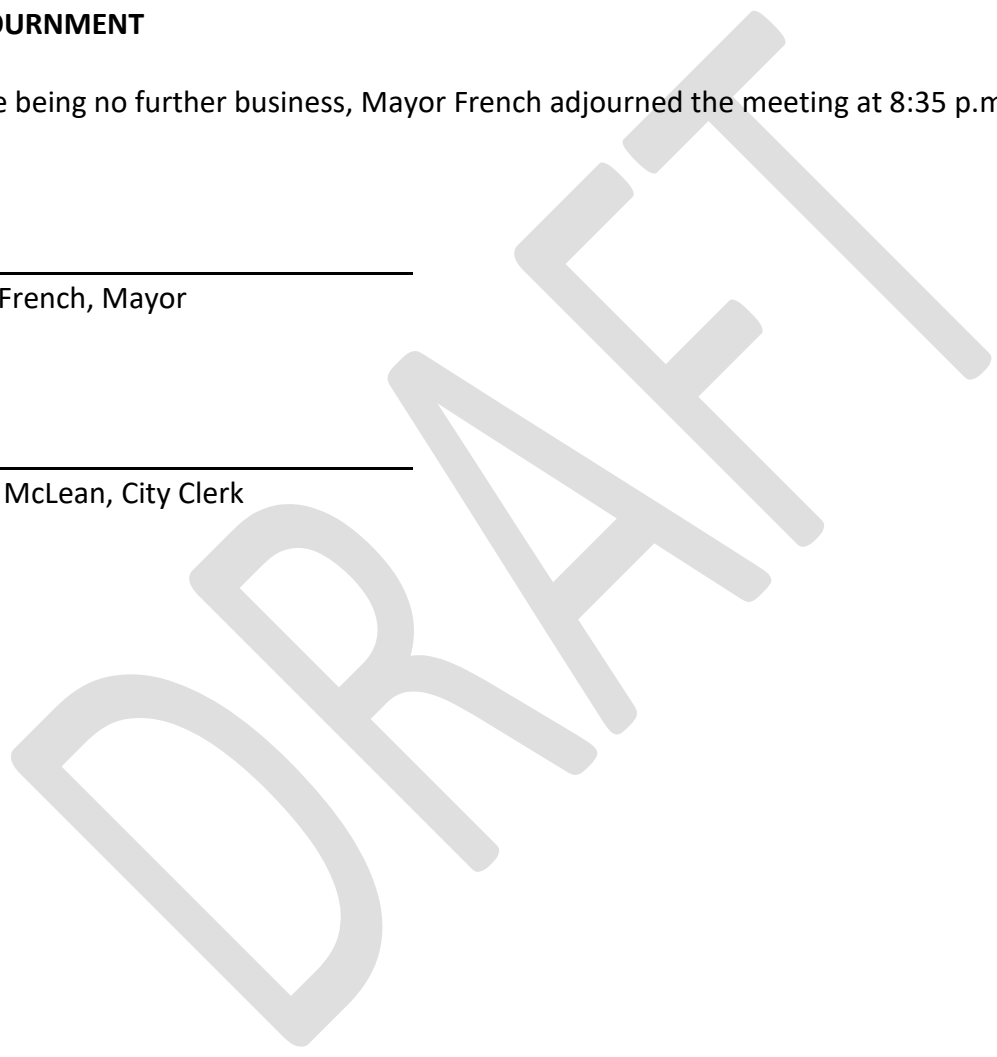 OURNMENT
e being no further business, Mayor French adjourned the meeting at 8:35 p.m
French, Mayor
McLean, City Clerk
DRAFT